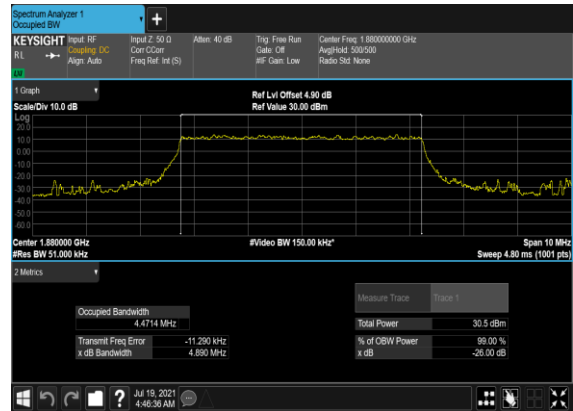 Spectrum Analyzer 1
Occupied BW
KEYSIGHT Input: RF Input Z: 50 Ω Atten: 40 dB Trig: Free Run Center Freq: 1.880000000 GHz
RL Coupling: DC Corr CCorr Gate: Off Avg|Hold: 500/500
Align: Auto Freq Ref: Int (S) #IF Gain: Low Radio Std: None
1 Graph
Ref Lvl Offset 4.90 dB
Scale/Div 10.0 dB Ref Value 30.00 dBm
Log
20.0
10.0
0.00
-10.0
-20.0
-30.0
-40.0
-50.0
-60.0
Center 1.880000 GHz #Video BW 150.00 kHz* Span 10 MHz
#Res BW 51.000 kHz Sweep 4.80 ms (1001 pts)
2 Metrics
Measure Trace Trace 1
Occupied Bandwidth
4.4714 MHz Total Power 30.5 dBm
Transmit Freq Error -11.290 kHz % of OBW Power 99.00 %
x dB Bandwidth 4.890 MHz x dB -26.00 dB
? Jul 19, 2021
4:46:36 AM